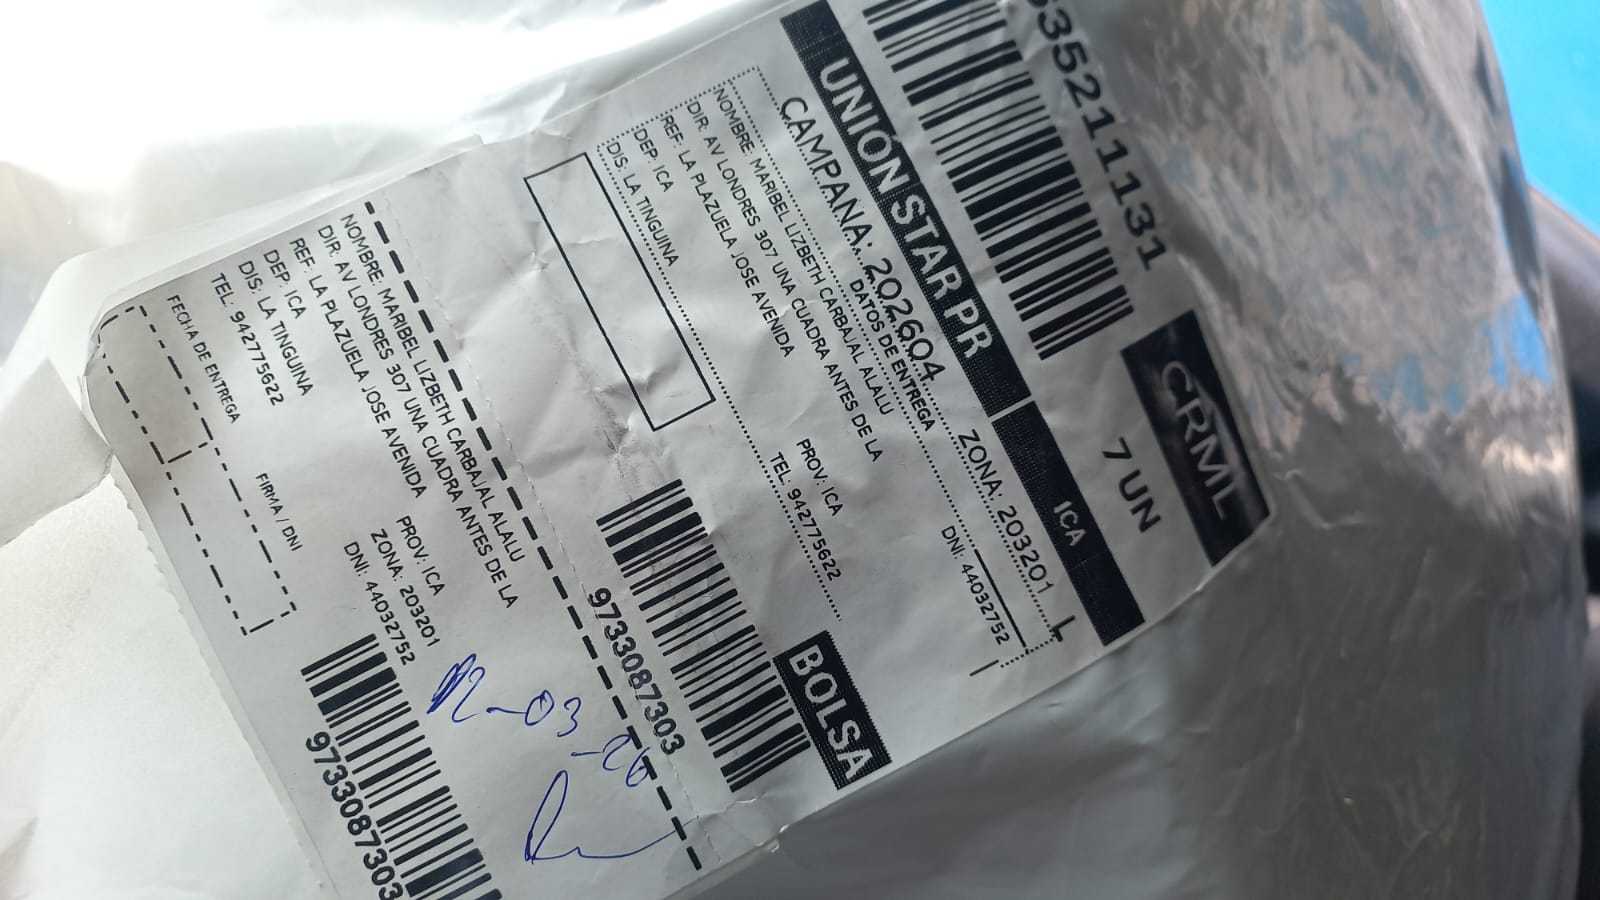 35211131
CRML
7 UN
UNIÓN STAR PR
ICA
CAMPANA: 202604
ZONA: 203201
DATOS DE ENTREGA
NOMBRE: MARIBEL LIZBETH CARBAJAL ALALU
DNI: 44032752
DIR: AV LONDRES 307 UNA CUADRA ANTES DE LA
REF: LA PLAZUELA JOSE AVENIDA
DEP: ICA
PROV: ICA
DIS: LA TINGUINA
TEL: 942775622
BOLSA
9733087303
NOMBRE: MARIBEL LIZBETH CARBAJAL ALALU
DIR: AV LONDRES 307 UNA CUADRA ANTES DE LA
REF: LA PLAZUELA JOSE AVENIDA
DEP: ICA
PROV: ICA
DIS: LA TINGUINA
ZONA: 203201
TEL: 942775622
DNI: 44032752
12-03-26
FECHA DE ENTREGA
FIRMA / DNI
9733087303